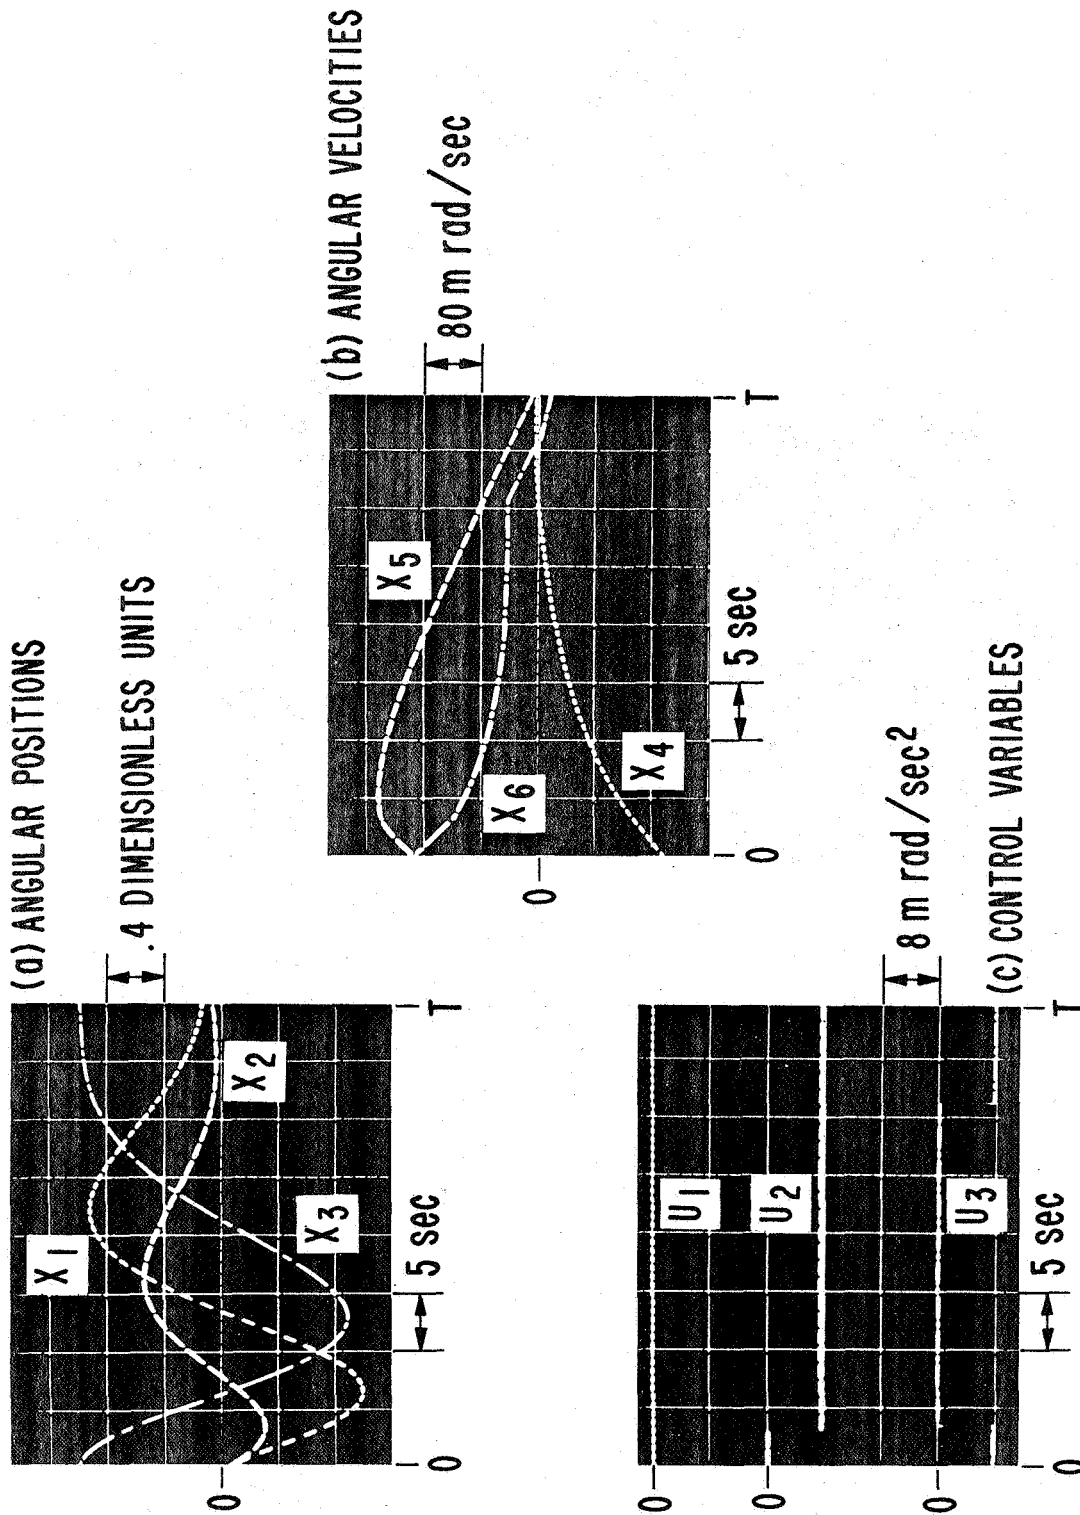 (a) ANGULAR POSITIONS
.4 DIMENSIONLESS UNITS
X1
X2
X3
0
0
T
5 sec
(b) ANGULAR VELOCITIES
80 m rad/sec
X5
X6
X4
0
0
T
5 sec
(c) CONTROL VARIABLES
8 m rad/sec2
U1
U2
U3
0
0
0
0
T
5 sec